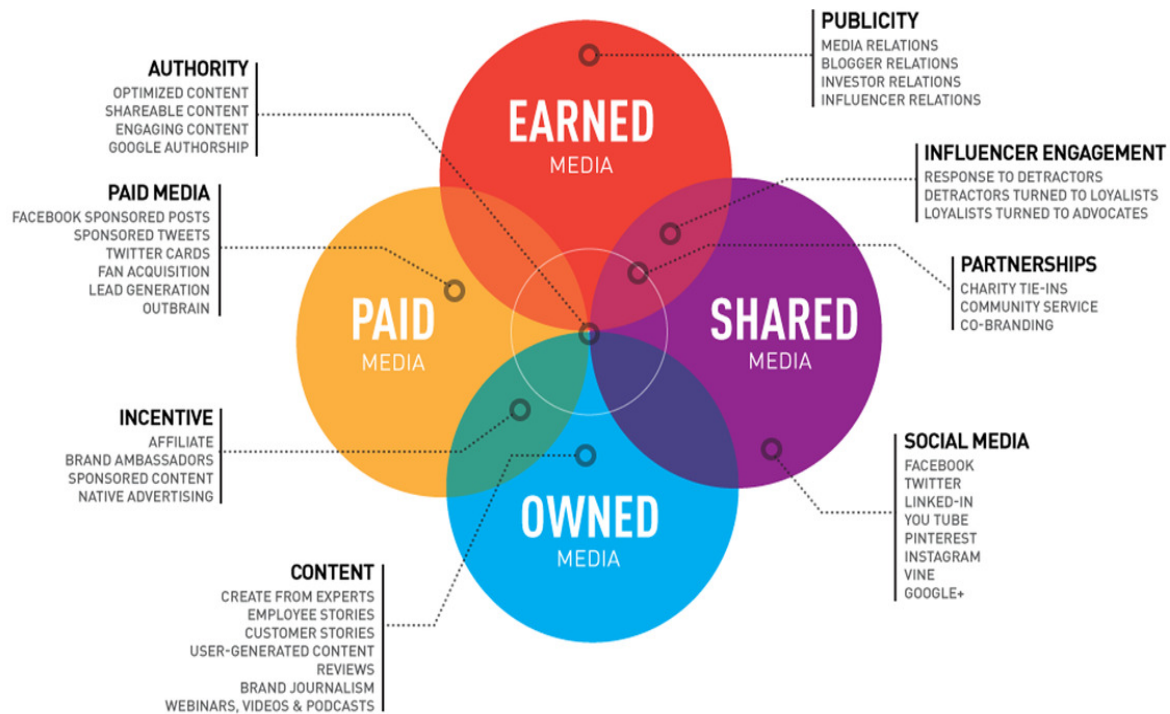 PUBLICITY
MEDIA RELATIONS
BLOGGER RELATIONS
INVESTOR RELATIONS
INFLUENCER RELATIONS
AUTHORITY
OPTIMIZED CONTENT
SHAREABLE CONTENT
ENGAGING CONTENT
GOOGLE AUTHORSHIP
EARNED
MEDIA
INFLUENCER ENGAGEMENT
RESPONSE TO DETRACTORS
DETRACTORS TURNED TO LOYALISTS
LOYALISTS TURNED TO ADVOCATES
PAID MEDIA
FACEBOOK SPONSORED POSTS
SPONSORED TWEETS
TWITTER CARDS
FAN ACQUISITION
LEAD GENERATION
OUTBRAIN
PARTNERSHIPS
CHARITY TIE-INS
COMMUNITY SERVICE
CO-BRANDING
PAID
MEDIA
SHARED
MEDIA
INCENTIVE
AFFILIATE
BRAND AMBASSADORS
SPONSORED CONTENT
NATIVE ADVERTISING
SOCIAL MEDIA
FACEBOOK
TWITTER
LINKED-IN
YOU TUBE
PINTEREST
INSTAGRAM
VINE
GOOGLE+
OWNED
MEDIA
CONTENT
CREATE FROM EXPERTS
EMPLOYEE STORIES
CUSTOMER STORIES
USER-GENERATED CONTENT
REVIEWS
BRAND JOURNALISM
WEBINARS, VIDEOS & PODCASTS